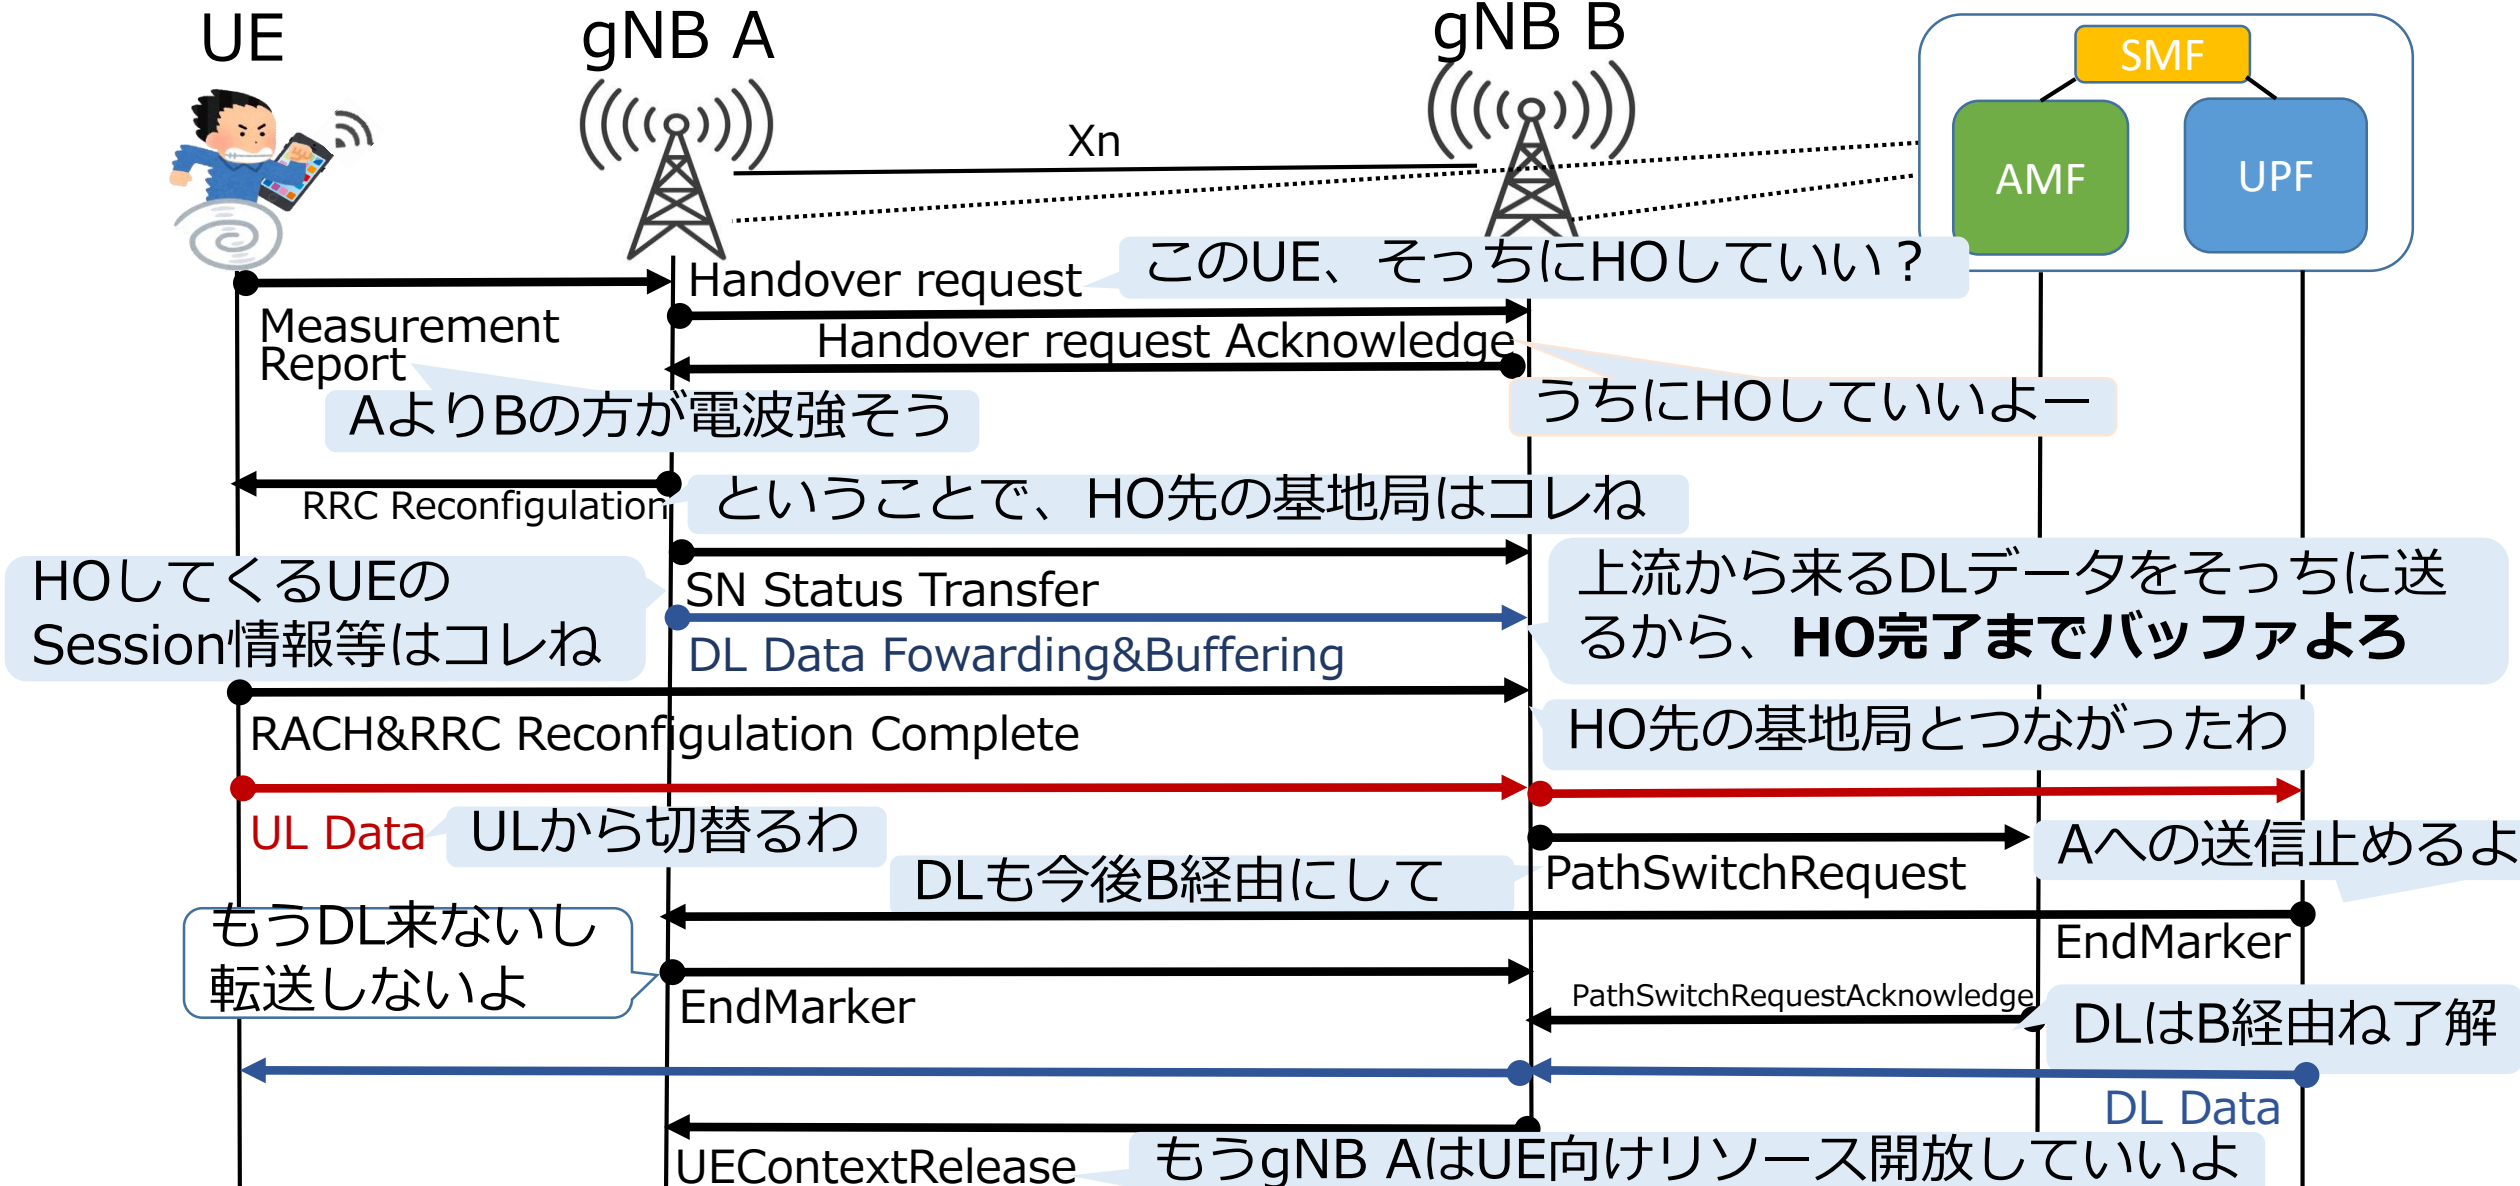 UE
gNB A
gNB B
SMF
AMF
UPF
Xn
Handover request
このUE、そっちにHOしていい？
Measurement
Report
Handover request Acknowledge
AよりBの方が電波強そう
うちにHOしていいよー
RRC Reconfigulation
ということで、HO先の基地局はコレね
HOしてくるUEの
Session情報等はコレね
SN Status Transfer
上流から来るDLデータをそっちに送
るから、HO完了までバッファよろ
DL Data Fowarding&Buffering
RACH&RRC Reconfigulation Complete
HO先の基地局とつながったわ
UL Data
ULから切替るわ
Aへの送信止めるよ
DLも今後B経由にして
PathSwitchRequest
もうDL来ないし
転送しないよ
EndMarker
EndMarker
PathSwitchRequestAcknowledge
DLはB経由ね了解
DL Data
UEContextRelease
もうgNB AはUE向けリソース開放していいよ